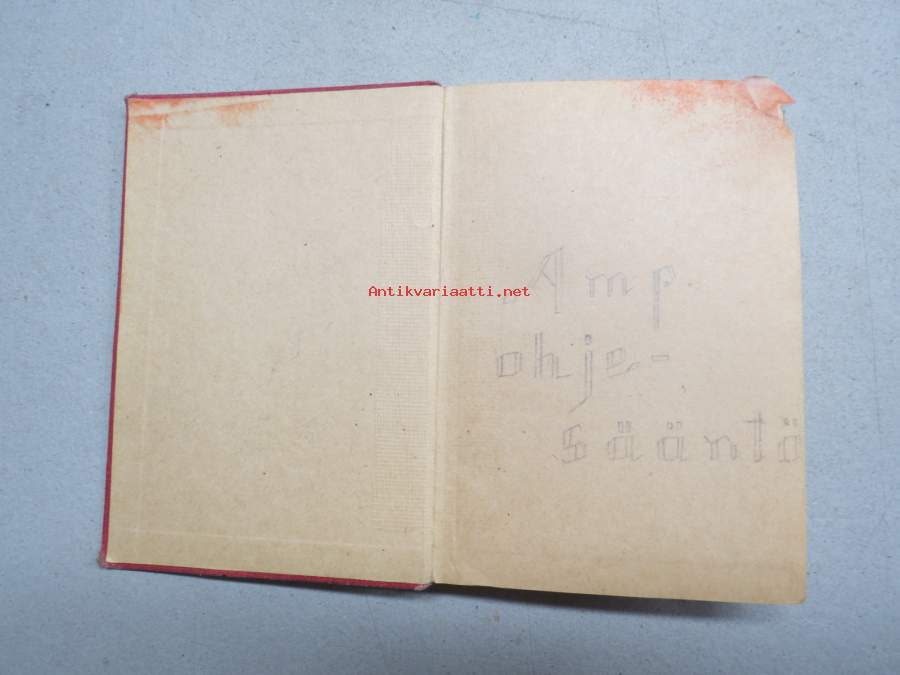 Antikvariaatti.net
Amp
ohje-
sääntö